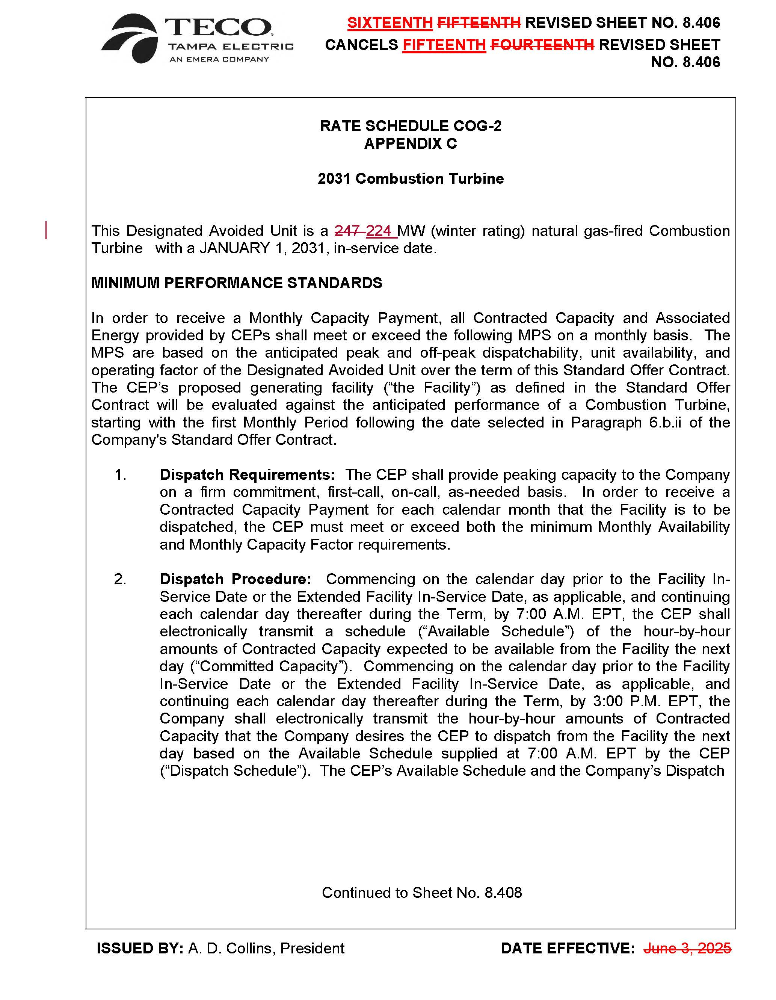 TECO
TAMPA ELECTRIC
AN EMERA COMPANY
SIXTEENTH FIFTEENTH REVISED SHEET NO. 8.406
CANCELS FIFTEENTH FOURTEENTH REVISED SHEET
NO. 8.406
RATE SCHEDULE COG-2
APPENDIX C
2031 Combustion Turbine
This Designated Avoided Unit is a 247 224 MW (winter rating) natural gas-fired Combustion
Turbine with a JANUARY 1, 2031, in-service date.
MINIMUM PERFORMANCE STANDARDS
In order to receive a Monthly Capacity Payment, all Contracted Capacity and Associated
Energy provided by CEPs shall meet or exceed the following MPS on a monthly basis. The
MPS are based on the anticipated peak and off-peak dispatchability, unit availability, and
operating factor of the Designated Avoided Unit over the term of this Standard Offer Contract.
The CEP’s proposed generating facility (“the Facility”) as defined in the Standard Offer
Contract will be evaluated against the anticipated performance of a Combustion Turbine,
starting with the first Monthly Period following the date selected in Paragraph 6.b.ii of the
Company's Standard Offer Contract.
1. Dispatch Requirements: The CEP shall provide peaking capacity to the Company
on a firm commitment, first-call, on-call, as-needed basis. In order to receive a
Contracted Capacity Payment for each calendar month that the Facility is to be
dispatched, the CEP must meet or exceed both the minimum Monthly Availability
and Monthly Capacity Factor requirements.
2. Dispatch Procedure: Commencing on the calendar day prior to the Facility In-
Service Date or the Extended Facility In-Service Date, as applicable, and continuing
each calendar day thereafter during the Term, by 7:00 A.M. EPT, the CEP shall
electronically transmit a schedule (“Available Schedule”) of the hour-by-hour
amounts of Contracted Capacity expected to be available from the Facility the next
day (“Committed Capacity”). Commencing on the calendar day prior to the Facility
In-Service Date or the Extended Facility In-Service Date, as applicable, and
continuing each calendar day thereafter during the Term, by 3:00 P.M. EPT, the
Company shall electronically transmit the hour-by-hour amounts of Contracted
Capacity that the Company desires the CEP to dispatch from the Facility the next
day based on the Available Schedule supplied at 7:00 A.M. EPT by the CEP
(“Dispatch Schedule”). The CEP’s Available Schedule and the Company’s Dispatch
Continued to Sheet No. 8.408
ISSUED BY: A. D. Collins, President
DATE EFFECTIVE: June 3, 2025